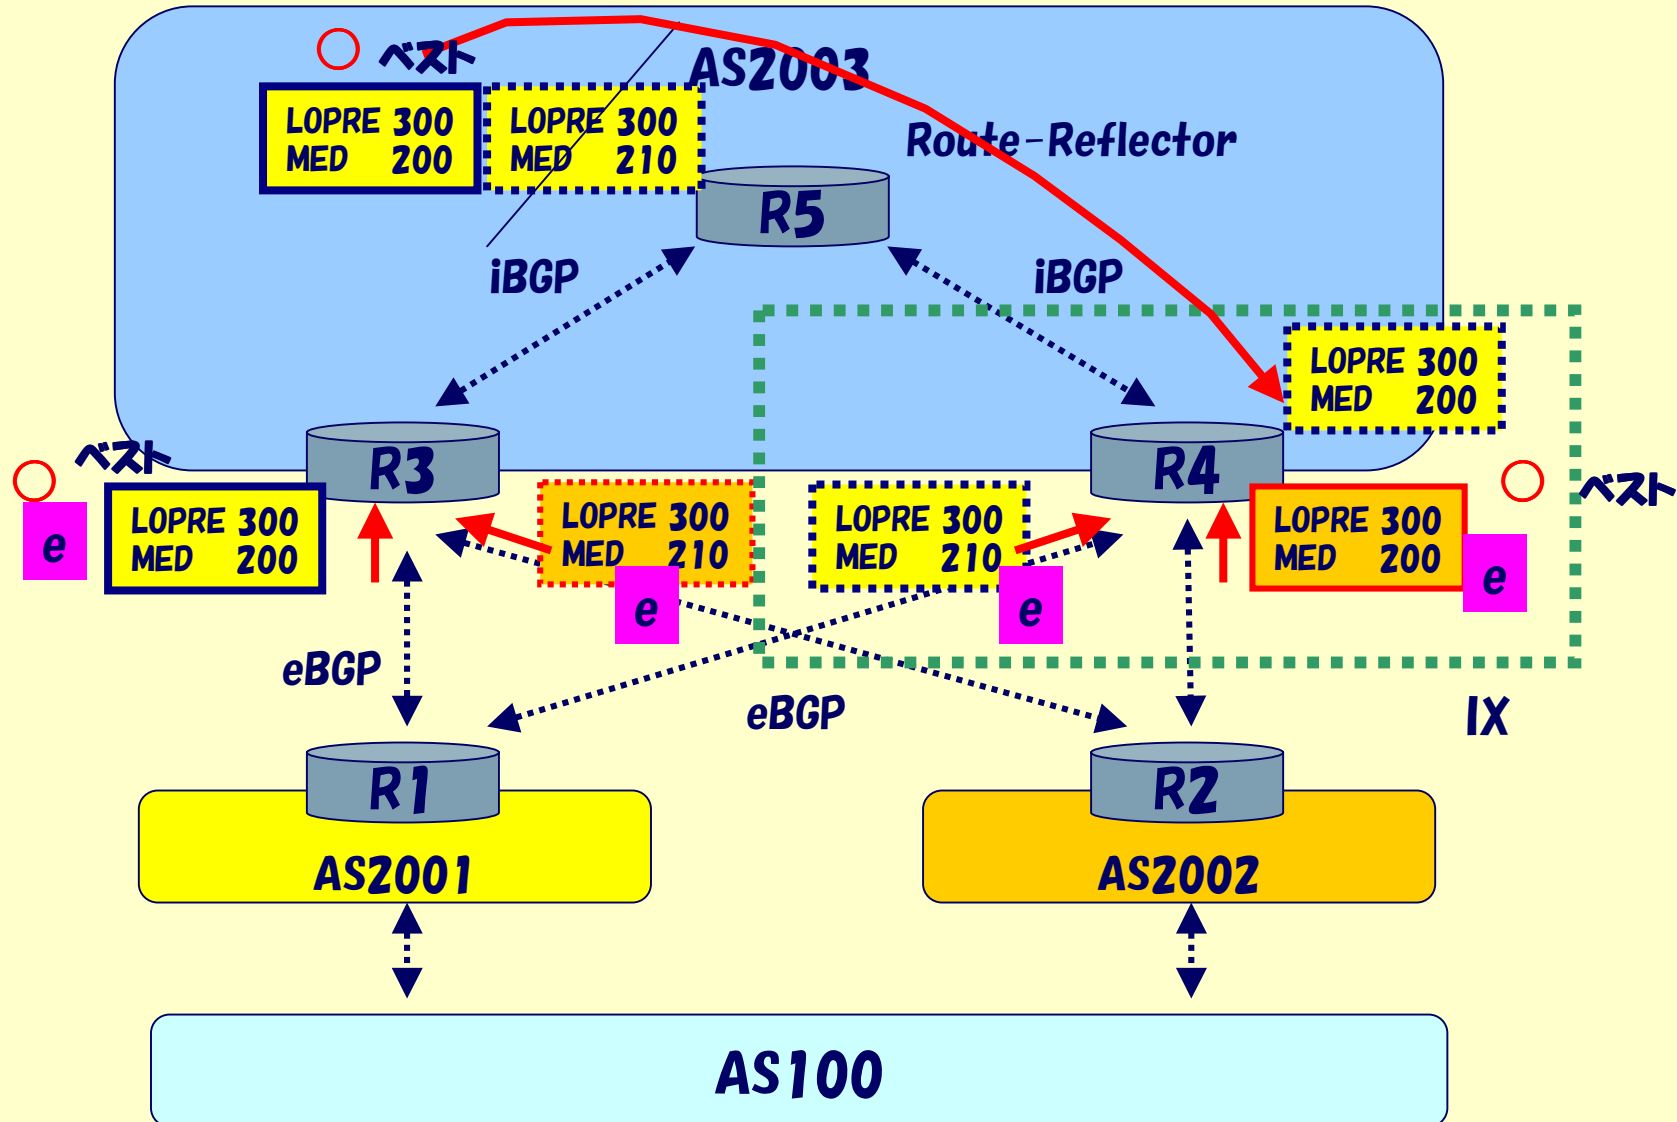 ベスト
AS2003
LOPRE 300
MED 200
LOPRE 300
MED 210
Route-Reflector
R5
iBGP
iBGP
LOPRE 300
MED 200
ベスト
R3
R4
ベスト
e
LOPRE 300
MED 200
LOPRE 300
MED 210
e
LOPRE 300
MED 210
e
LOPRE 300
MED 200
e
eBGP
eBGP
IX
R1
R2
AS2001
AS2002
AS100